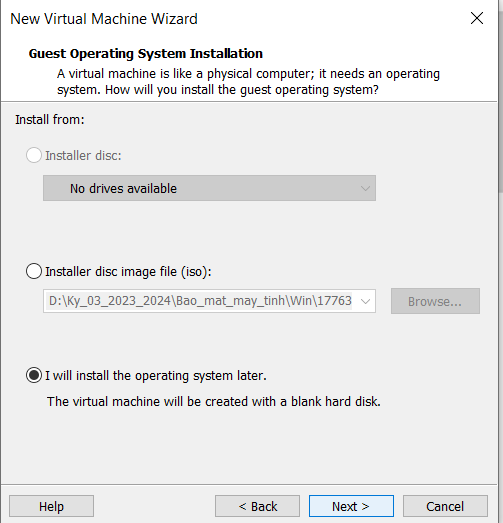 New Virtual Machine Wizard
Guest Operating System Installation
A virtual machine is like a physical computer; it needs an operating
system. How will you install the guest operating system?
Install from:
Installer disc:
No drives available
Installer disc image file (iso):
D:\Ky_03_2023_2024\Bao_mat_may_tinh\Win\17763
Browse...
I will install the operating system later.
The virtual machine will be created with a blank hard disk.
Help
< Back
Next >
Cancel